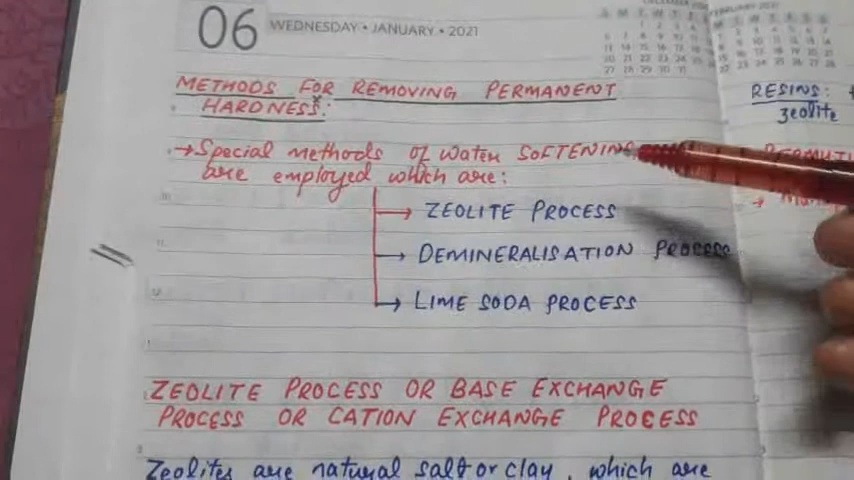 06 WEDNESDAY • JANUARY • 2021
FEBRUARY 2021
METHODS FOR REMOVING PERMANENT
HARDNESS:
→ Special methods of water SOFTENING
are employed which are:
→ ZEOLITE PROCESS
→ DEMINERALISATION PROCESS
→ LIME SODA PROCESS
ZEOLITE PROCESS OR BASE EXCHANGE
PROCESS OR CATION EXCHANGE PROCESS
Zeolites are natural salt or clay, which are
RESINS:
zeolite